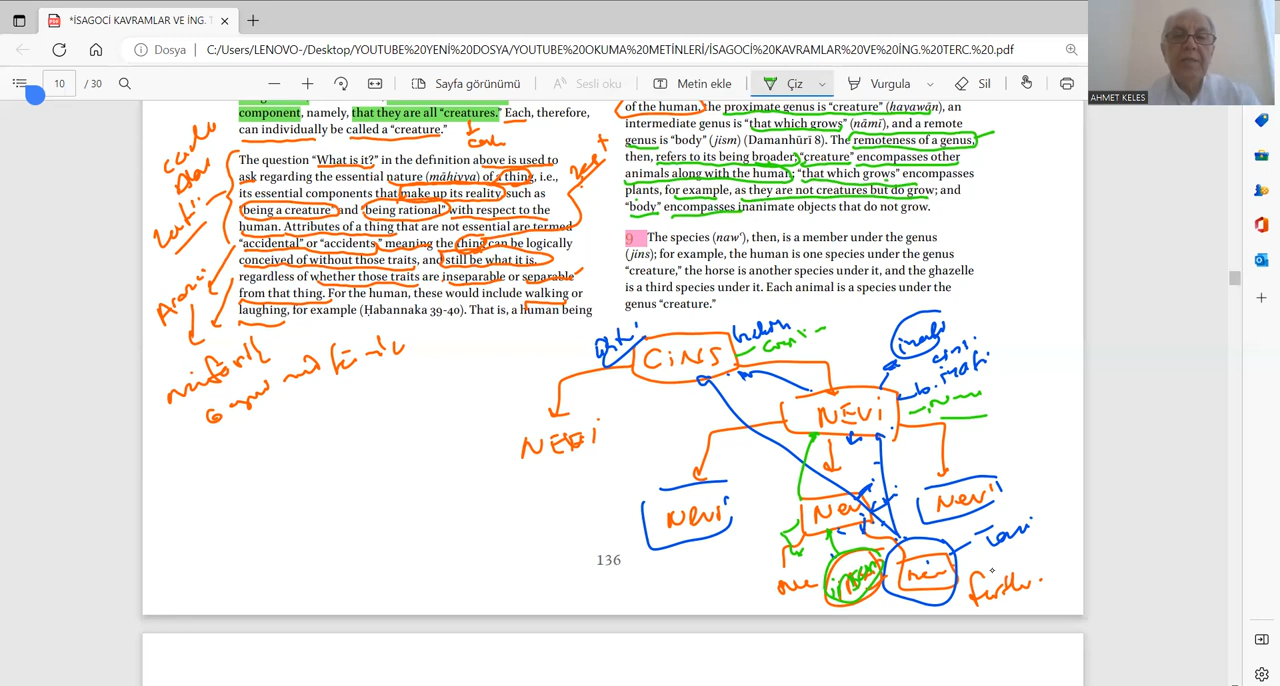 *İSAGOCİ KAVRAMLAR VE İNG. T
Dosya
C:/Users/LENOVO-/Desktop/YOUTUBE%20YENİ%20DOSYA/YOUTUBE%20OKUMA%20METİNLERİ/İSAGOCİ%20KAVRAMLAR%20VE%20İNG.%20TERC.%20.pdf
10
/ 30
Sayfa görünümü
Sesli oku
Metin ekle
Çiz
Vurgula
Sil
AHMET KELES
component, namely, that they are all “creatures.” Each, therefore,
can individually be called a “creature.”
The question “What is it?” in the definition above is used to
ask regarding the essential nature (māhiyya) of a thing, i.e.,
its essential components that make up its reality, such as
“being a creature” and “being rational” with respect to the
human. Attributes of a thing that are not essential are termed
“accidental” or “accidents,” meaning the thing can be logically
conceived of without those traits, and still be what it is.
regardless of whether those traits are inseparable or separable
from that thing. For the human, these would include walking or
laughing, for example (Ḥabannaka 39-40). That is, a human being
of the human, the proximate genus is “creature” (ḥayawān), an
intermediate genus is “that which grows” (nāmī), and a remote
genus is “body” (jism) (Damanhūrī 8). The remoteness of a genus,
then, refers to its being broader; “creature” encompasses other
animals along with the human; “that which grows” encompasses
plants, for example, as they are not creatures but do grow; and
“body” encompasses inanimate objects that do not grow.
9 The species (naw‘), then, is a member under the genus
(jins); for example, the human is one species under the genus
“creature,” the horse is another species under it, and the ghazelle
is a third species under it. Each animal is a species under the
genus “creature.”
CiNS
NEVi
NEVi
Nevi
Nev
Nevi
136